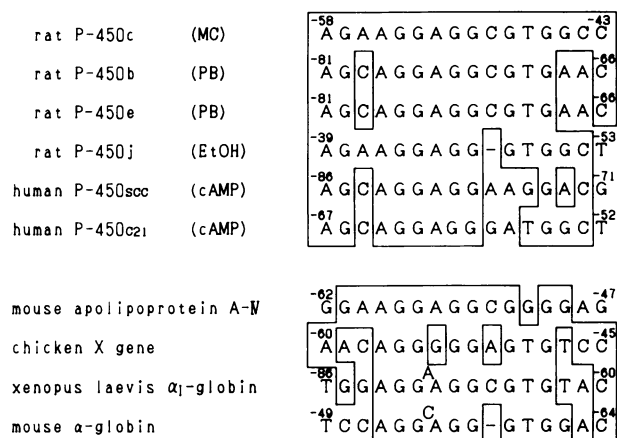 -58 -43
rat P-450c (MC) A G A A G G A G G C G T G G C C
-81 -66
rat P-450b (PB) A G C A G G A G G C G T G A A C
-81 -66
rat P-450e (PB) A G C A G G A G G C G T G A A C
-39 -53
rat P-450j (EtOH) A G A A G G A G G - G T G G C T
-86 -71
human P-450scc (cAMP) A G C A G G A G G A A G G A C G
-67 -52
human P-450c21 (cAMP) A G C A G G A G G G A T G G C T
-62 -47
mouse apolipoprotein A-IV G G A A G G A G G C G G G G A G
-60 -45
chicken X gene A A C A G G G G G A G T G T C C
-86 A -60
xenopus laevis α1-globin T G G A G G A G G C G T G T A C
-49 C -64
mouse α-globin T C C A G G A G G - G T G G A C